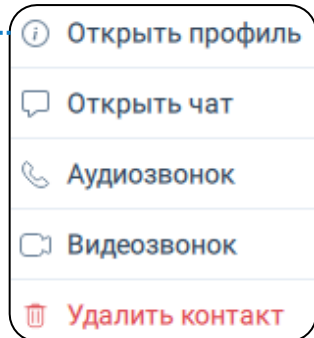 Открыть профиль
Открыть чат
Аудиозвонок
Видеозвонок
Удалить контакт